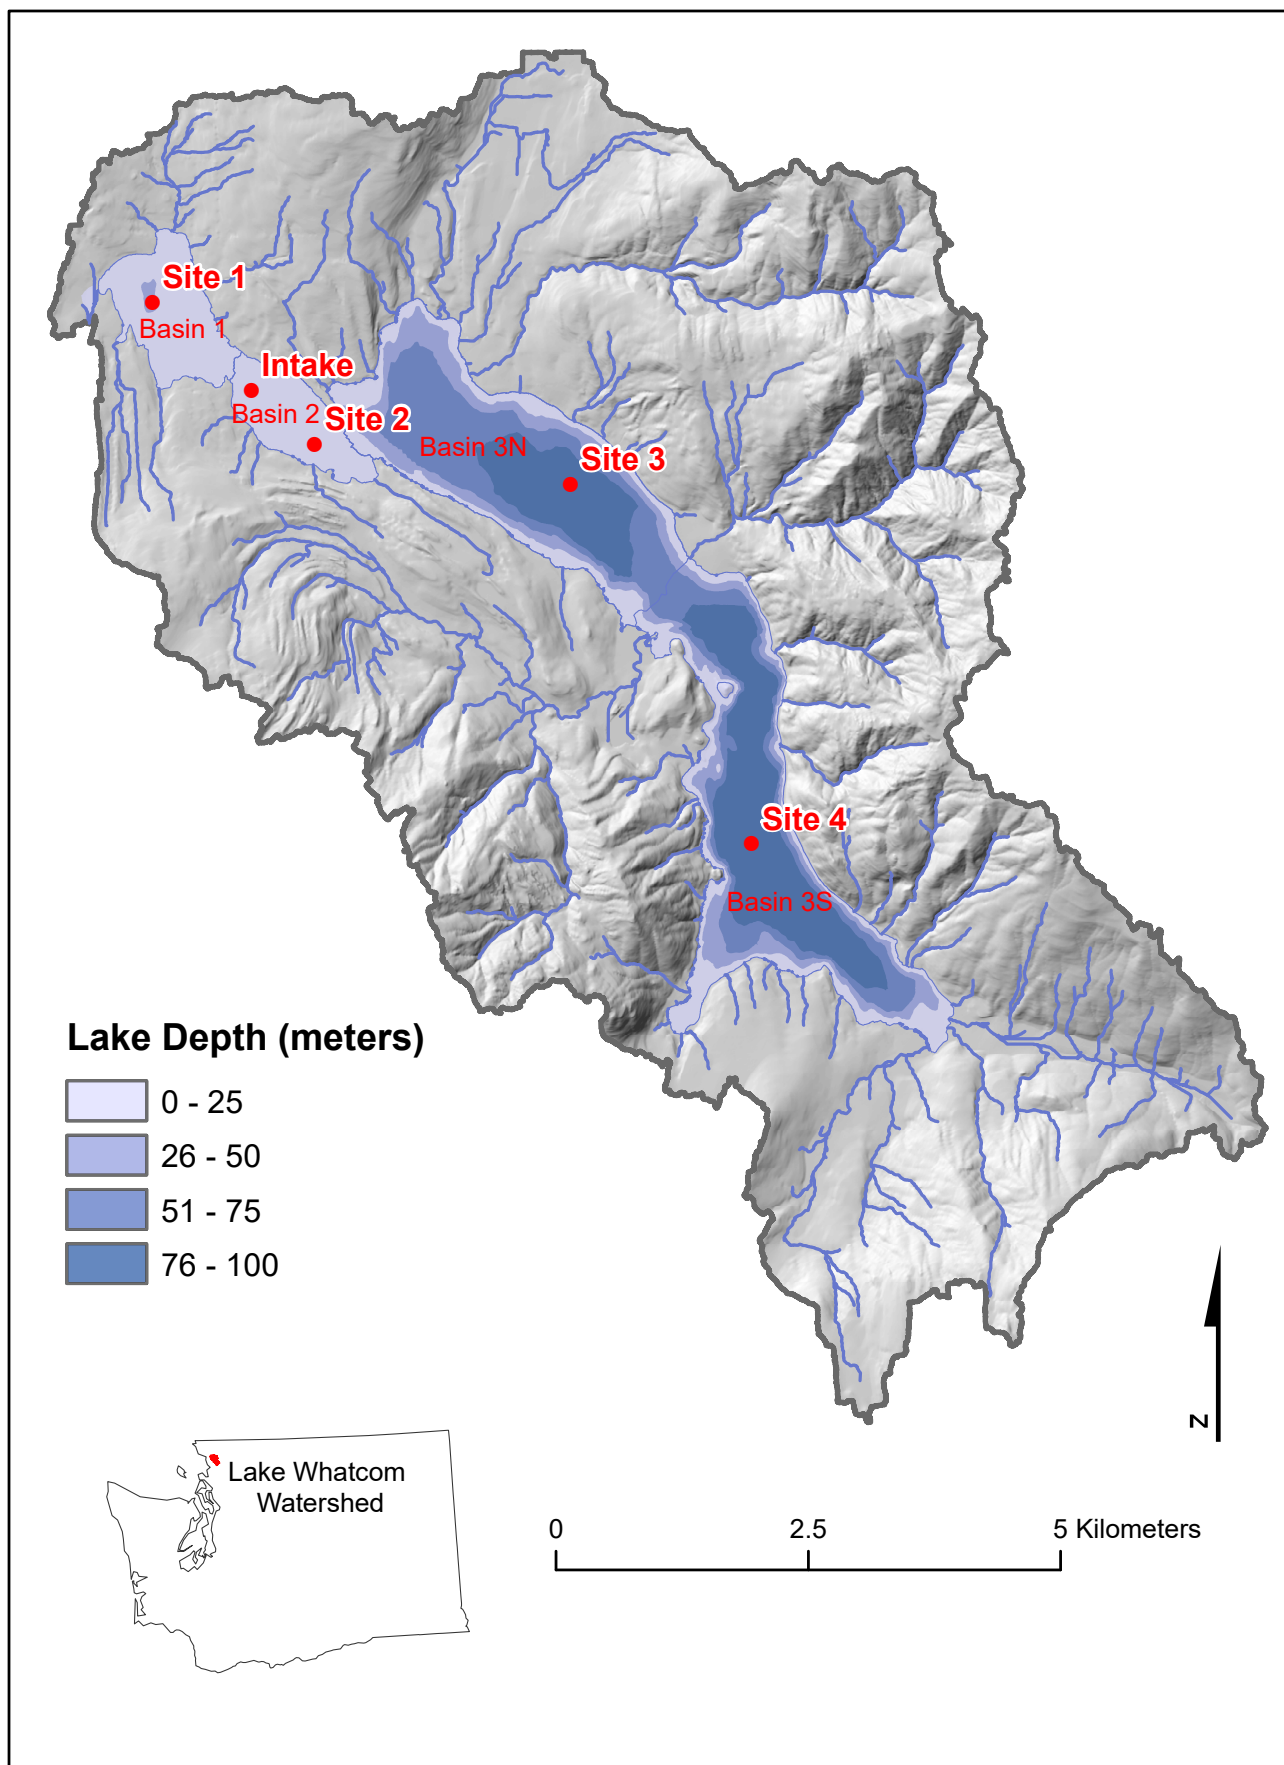 Site 1
Basin 1
Intake
Basin 2
Site 2
Basin 3N
Site 3
Site 4
Basin 3S
Lake Depth (meters)
0 - 25
26 - 50
51 - 75
76 - 100
N
Lake Whatcom
Watershed
0 2.5 5 Kilometers